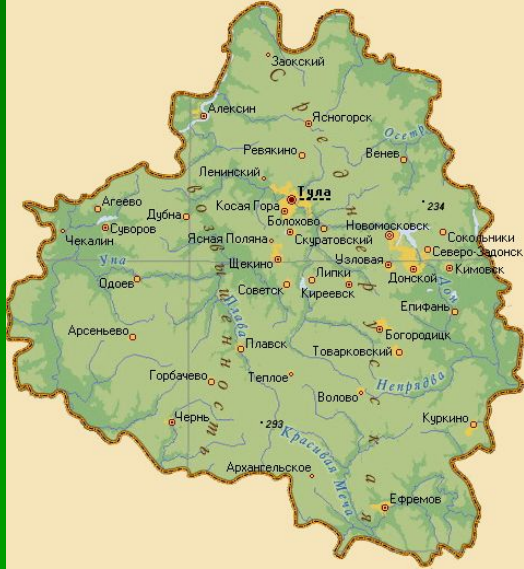 Заокский
Алексин
Ясногорск
Осетр
Ревякино
Венев
Ленинский
Тула
Агеево
Косая Гора
234
Дубна
Болохово
Суворов
Новомосковск
Сокольники
Чекалин
Ясная Поляна
Скуратовский
Северо-Задонск
Упа
Щекино
Липки
Узловая
Донской
Кимовск
Одоев
Советск
Киреевск
Дон
Епифань
Плава
Арсеньево
Богородицк
Плавск
Товарковский
Горбачево
Теплое
Непрядва
Волово
Чернь
293
Куркино
Красивая Меча
Архангельское
Ефремов
Среднерусская
возвышенность